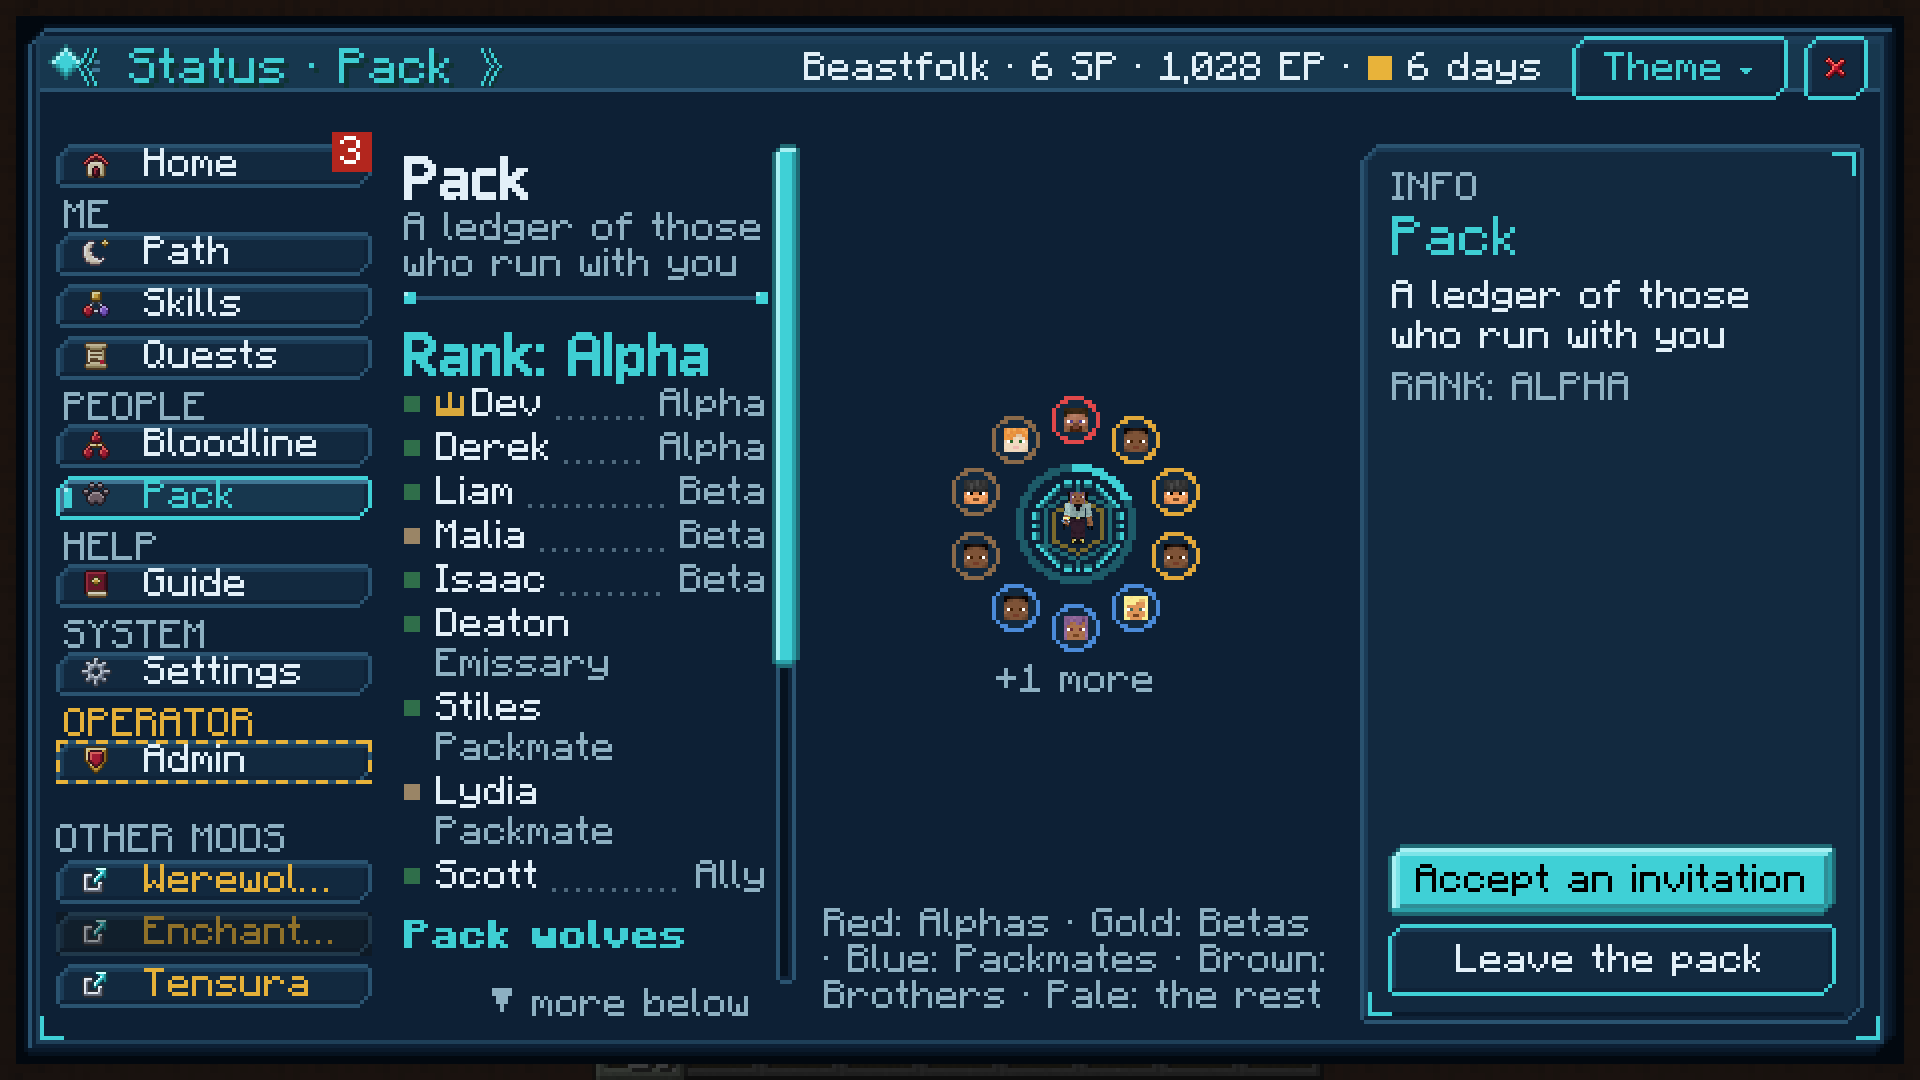 Status · Pack
Beastfolk · 6 SP · 1,028 EP · 6 days
Theme
Home
3
ME
Path
Skills
Quests
PEOPLE
Bloodline
Pack
HELP
Guide
SYSTEM
Settings
OPERATOR
Admin
OTHER MODS
Werewol...
Enchant...
Tensura
Pack
A ledger of those
who run with you
Rank: Alpha
Dev ....... Alpha
Derek ...... Alpha
Liam ........... Beta
Malia .......... Beta
Isaac ......... Beta
Deaton
Emissary
Stiles
Packmate
Lydia
Packmate
Scott ........... Ally
Pack wolves
more below
+1 more
Red: Alphas · Gold: Betas
· Blue: Packmates · Brown:
Brothers · Pale: the rest
INFO
Pack
A ledger of those
who run with you
RANK: ALPHA
Accept an invitation
Leave the pack